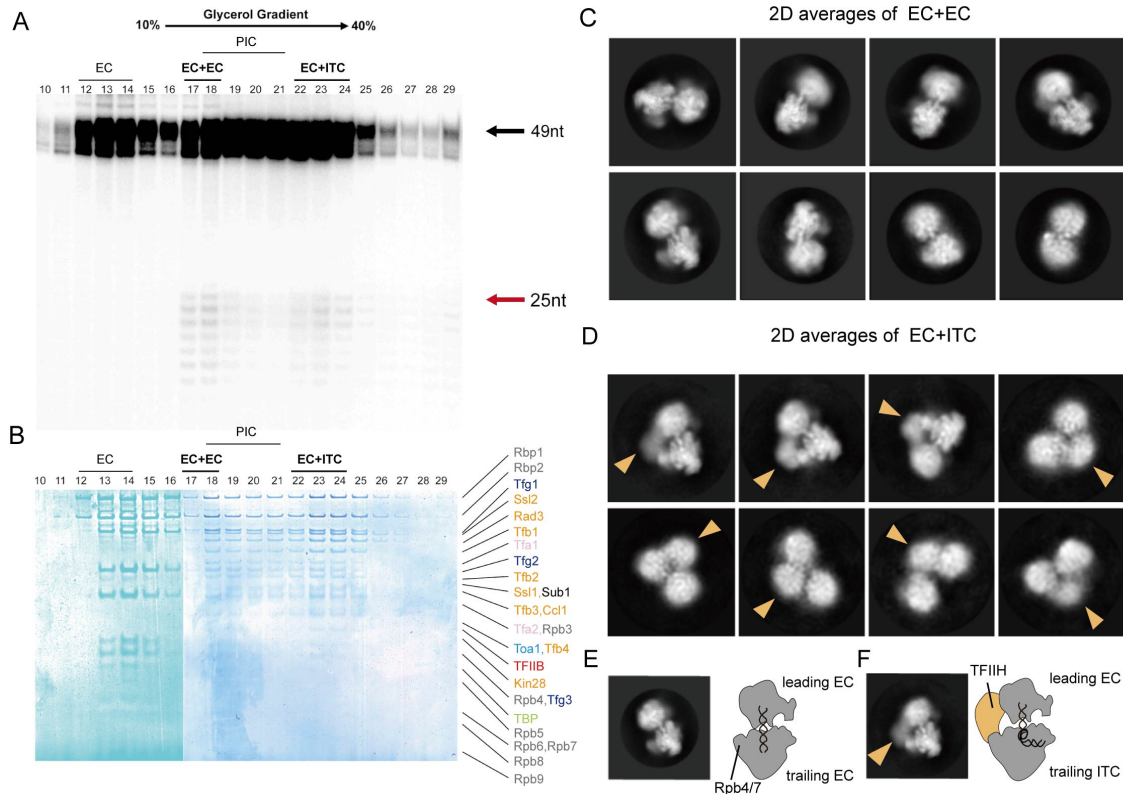 A
Glycerol Gradient
10%
40%
PIC
EC
EC+EC
EC+ITC
10 11 12 13 14 15 16 17 18 19 20 21 22 23 24 25 26 27 28 29
49nt
25nt
B
PIC
EC
EC+EC
EC+ITC
10 11 12 13 14 15 16 17 18 19 20 21 22 23 24 25 26 27 28 29
Rbp1
Rbp2
Tfg1
Ssl2
Rad3
Tfb1
Tfa1
Tfg2
Tfb2
Ssl1,Sub1
Tfb3,Ccl1
Tfa2,Rpb3
Toa1,Tfb4
TFIIB
Kin28
Rpb4,Tfg3
TBP
Rpb5
Rpb6,Rpb7
Rpb8
Rpb9
C
2D averages of EC+EC
D
2D averages of EC+ITC
E
leading EC
Rpb4/7
trailing EC
F
TFIIH
leading EC
trailing ITC